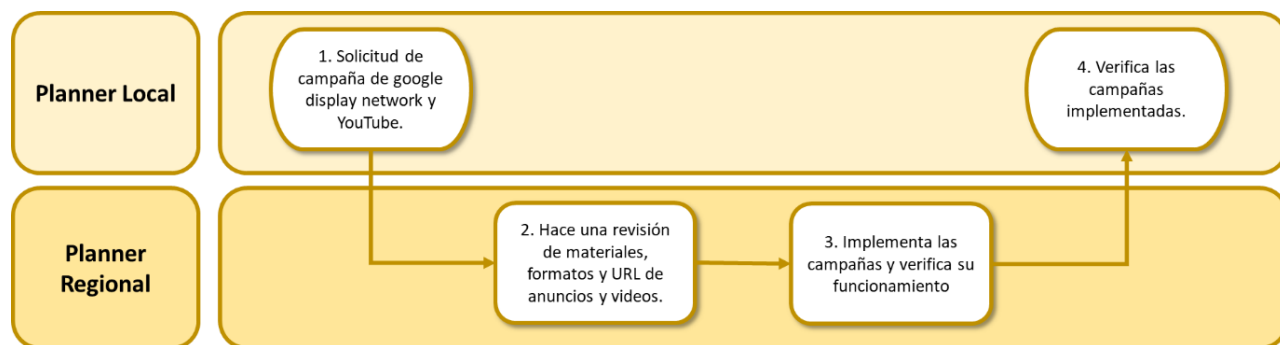 Planner Local
1. Solicitud de
campaña de google
display network y
YouTube.
4. Verifica las
campañas
implementadas.
Planner
Regional
2. Hace una revisión
de materiales,
formatos y URL de
anuncios y videos.
3. Implementa las
campañas y verifica su
funcionamiento